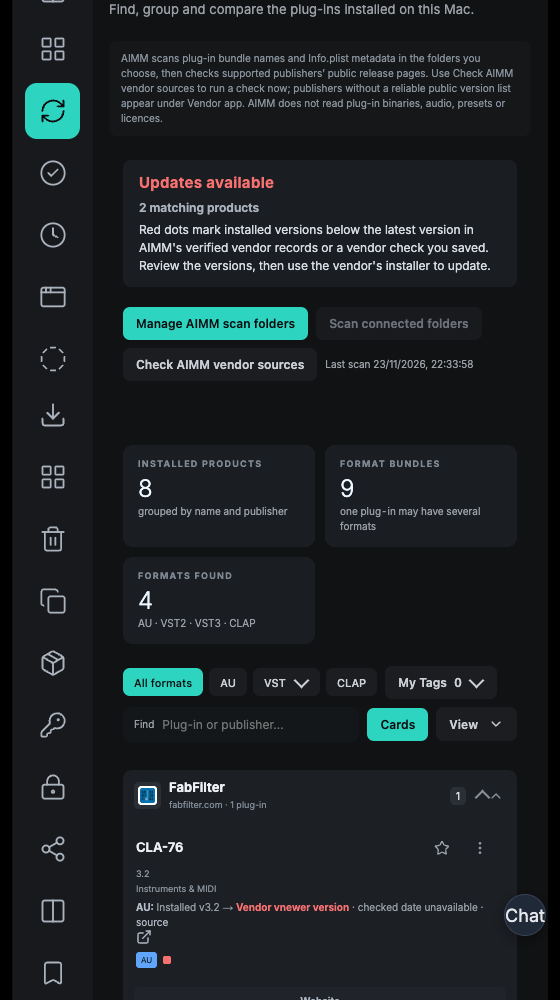 Find, group and compare the plug-ins installed on this Mac.
AIMM scans plug-in bundle names and Info.plist metadata in the folders you
choose, then checks supported publishers' public release pages. Use Check AIMM
vendor sources to run a check now; publishers without a reliable public version list
appear under Vendor app. AIMM does not read plug-in binaries, audio, presets or
licences.
Updates available
2 matching products
Red dots mark installed versions below the latest version in
AIMM's verified vendor records or a vendor check you saved.
Review the versions, then use the vendor's installer to update.
Manage AIMM scan folders
Scan connected folders
Check AIMM vendor sources
Last scan 23/11/2026, 22:33:58
INSTALLED PRODUCTS
8
grouped by name and publisher
FORMAT BUNDLES
9
one plug-in may have several
formats
FORMATS FOUND
4
AU · VST2 · VST3 · CLAP
All formats
AU
VST
CLAP
My Tags 0
Find Plug-in or publisher...
Cards
View
FabFilter
fabfilter.com · 1 plug-in
1
CLA-76
3.2
Instruments & MIDI
AU: Installed v3.2 → Vendor vnewer version · checked date unavailable ·
source
AU
Chat
Website